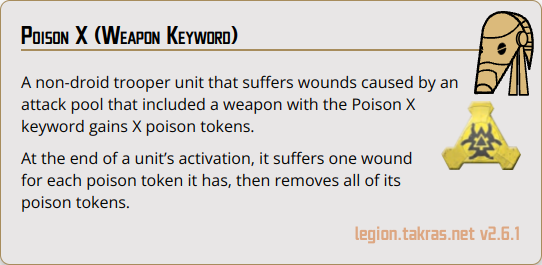 Poison X (Weapon Keyword)
A non-droid trooper unit that suffers wounds caused by an
attack pool that included a weapon with the Poison X
keyword gains X poison tokens.
At the end of a unit’s activation, it suffers one wound
for each poison token it has, then removes all of its
poison tokens.
legion.takras.net v2.6.1